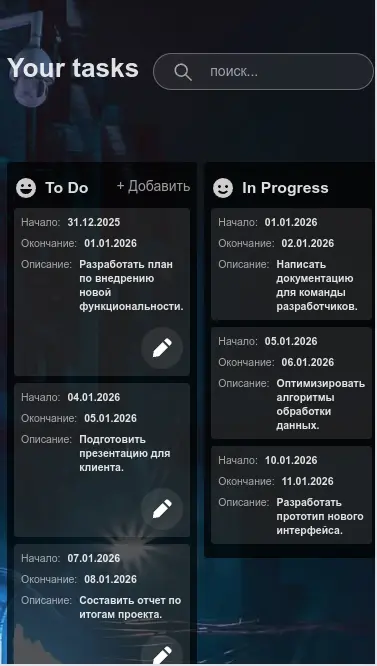 Your tasks
поиск...
To Do
+ Добавить
Начало: 31.12.2025
Окончание: 01.01.2026
Описание: Разработать план
по внедрению
новой
функциональности.
Начало: 04.01.2026
Окончание: 05.01.2026
Описание: Подготовить
презентацию для
клиента.
Начало: 07.01.2026
Окончание: 08.01.2026
Описание: Составить отчет по
итогам проекта.
In Progress
Начало: 01.01.2026
Окончание: 02.01.2026
Описание: Написать
документацию
для команды
разработчиков.
Начало: 05.01.2026
Окончание: 06.01.2026
Описание: Оптимизировать
алгоритмы
обработки
данных.
Начало: 10.01.2026
Окончание: 11.01.2026
Описание: Разработать
прототип нового
интерфейса.